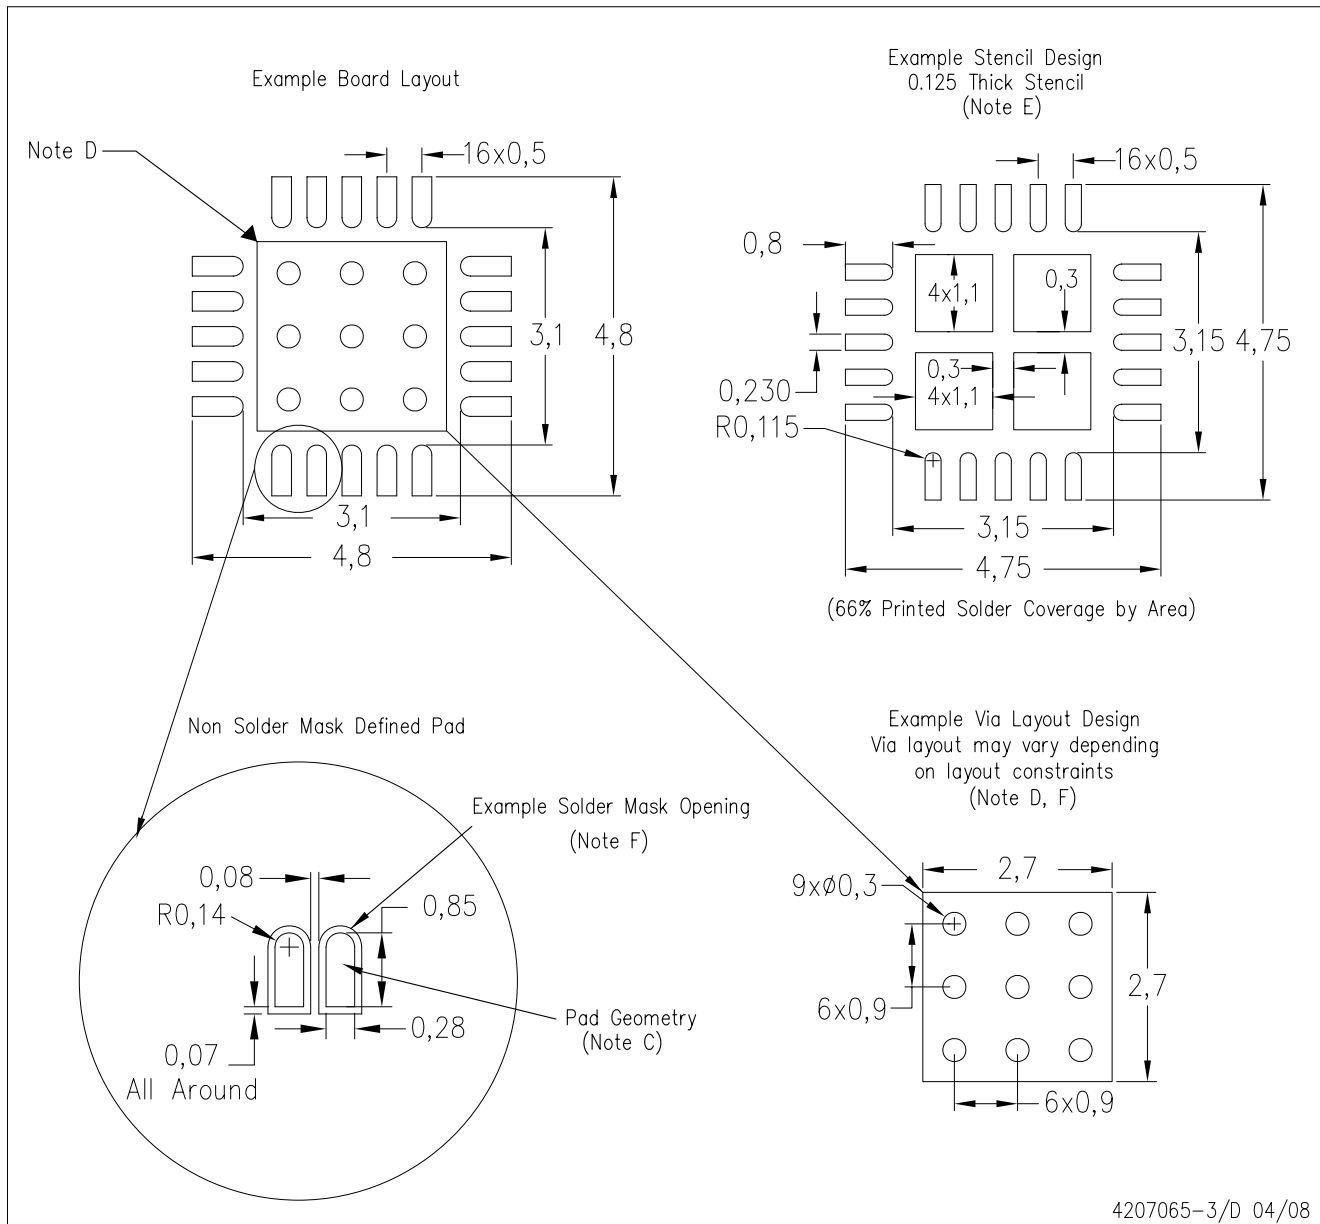 Example Board Layout
Note D
16x0,5
3,1
4,8
3,1
4,8
Example Stencil Design
0.125 Thick Stencil
(Note E)
16x0,5
0,8
4x1,1
0,3
3,15
4,75
0,3
4x1,1
0,230
R0,115
3,15
4,75
(66% Printed Solder Coverage by Area)
Non Solder Mask Defined Pad
Example Solder Mask Opening
(Note F)
0,08
R0,14
0,85
0,28
Pad Geometry
(Note C)
0,07
All Around
Example Via Layout Design
Via layout may vary depending
on layout constraints
(Note D, F)
2,7
9xø0,3
6x0,9
2,7
6x0,9
4207065-3/D 04/08